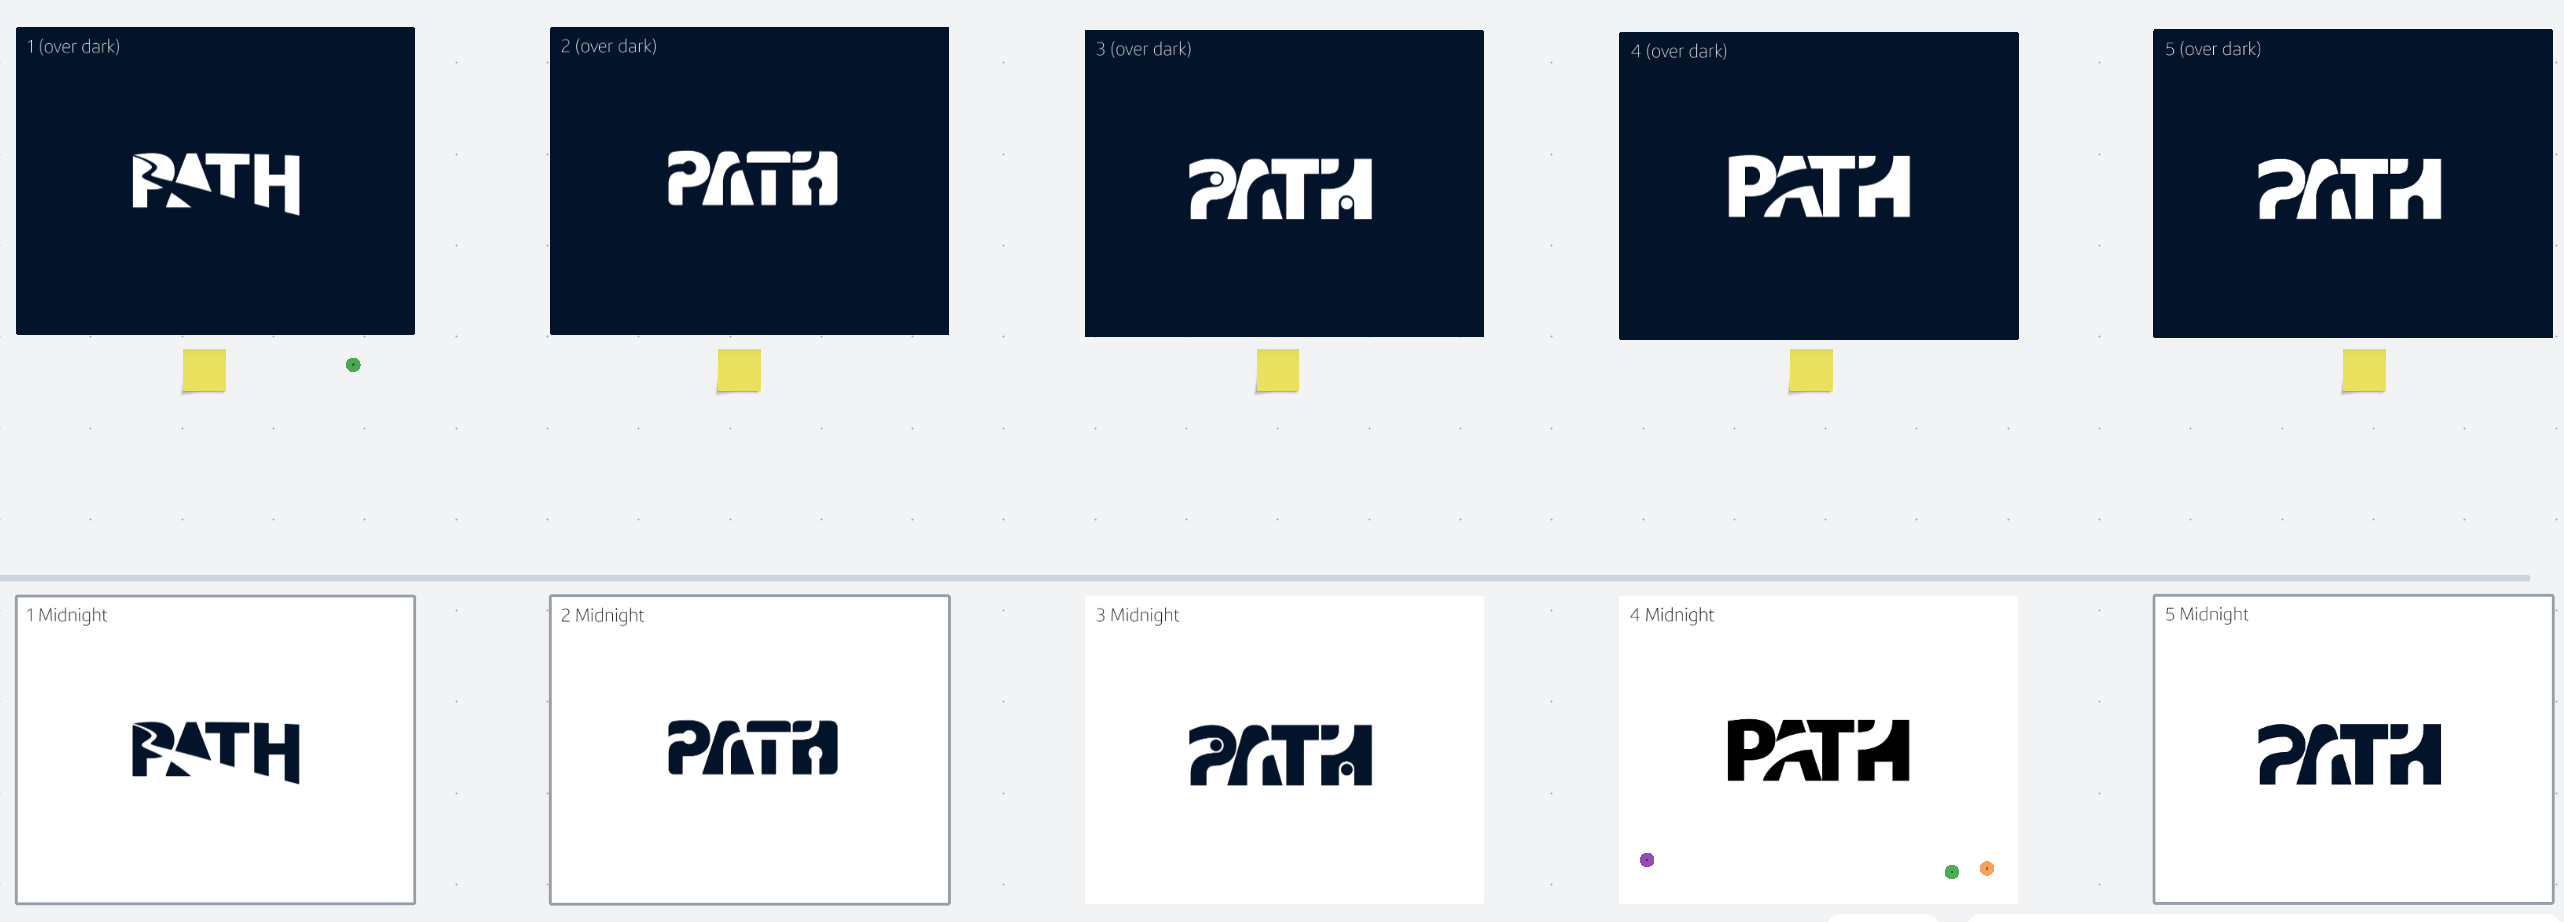 1 (over dark)
2 (over dark)
3 (over dark)
4 (over dark)
5 (over dark)
PATH
PATH
PATH
PATH
PATH
1 Midnight
2 Midnight
3 Midnight
4 Midnight
5 Midnight
PATH
PATH
PATH
PATH
PATH